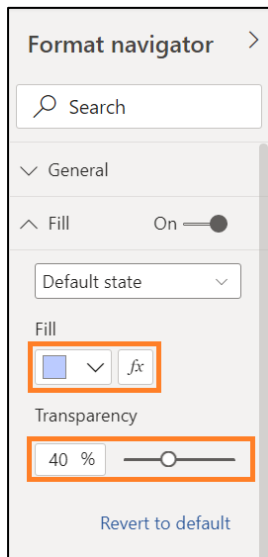 Format navigator
Search
General
Fill On
Default state
Fill
fx
Transparency
40 %
Revert to default